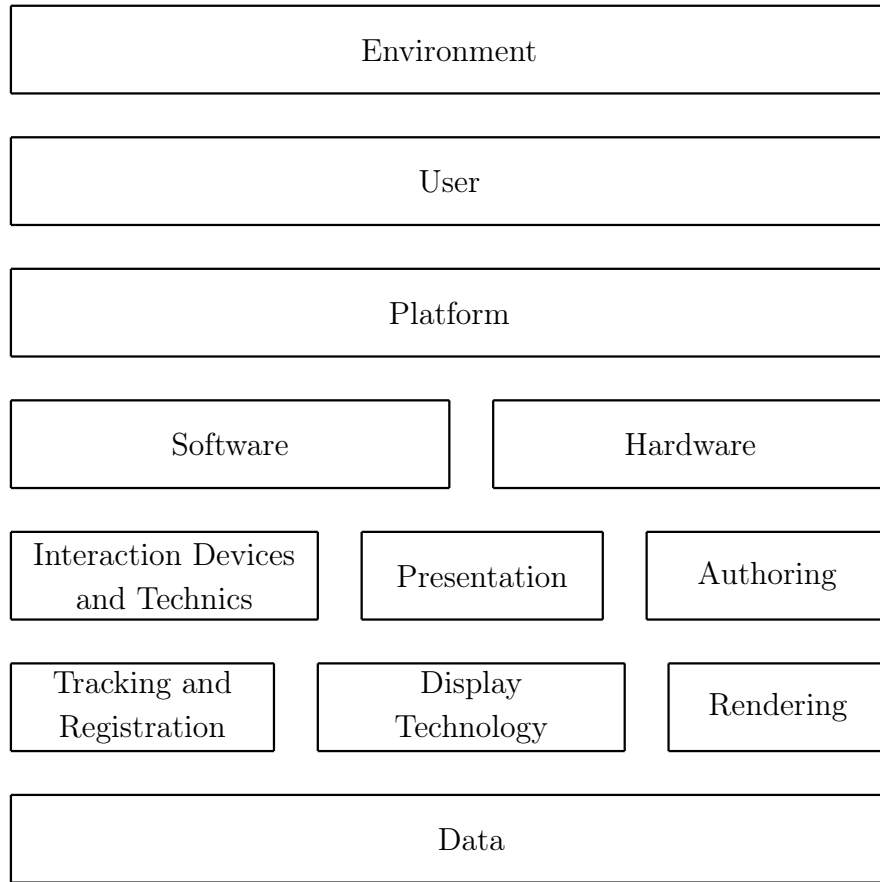 Environment
User
Platform
Software
Hardware
Interaction Devices
and Technics
Presentation
Authoring
Tracking and
Registration
Display
Technology
Rendering
Data